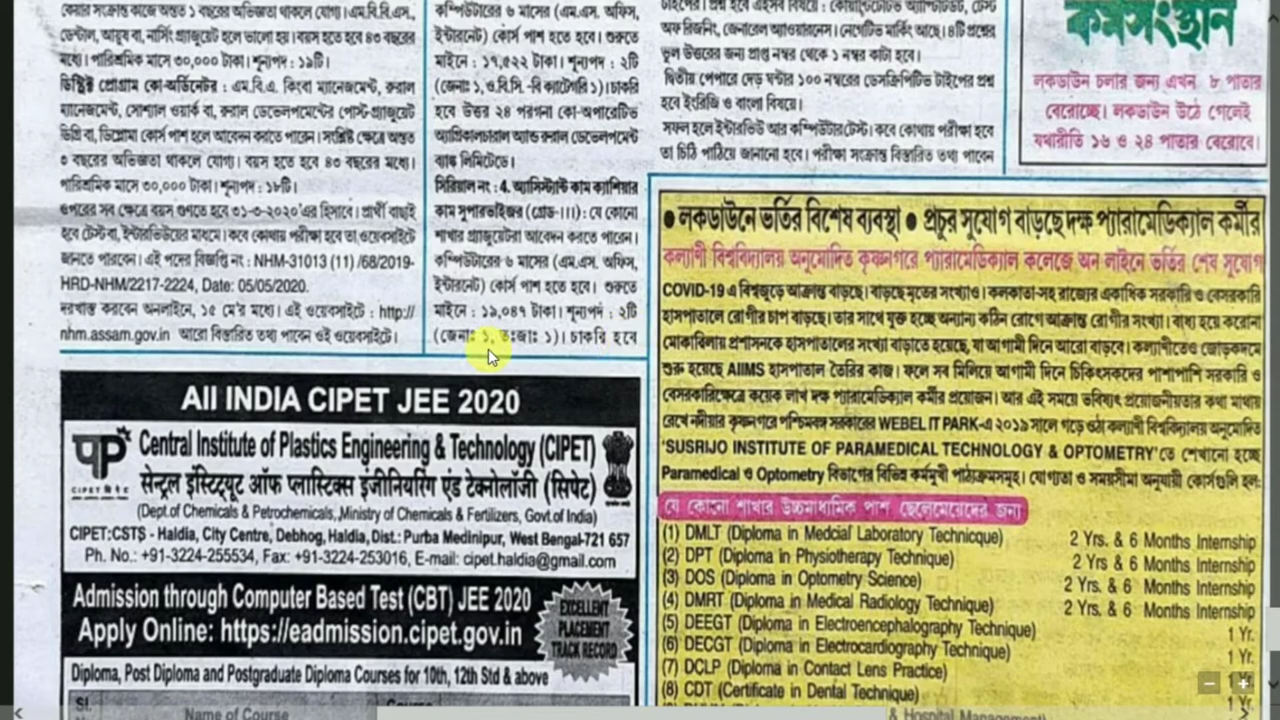 কেয়ার সংক্রান্ত কাজে অন্তত ১ বছরের অভিজ্ঞতা থাকলে যোগ্য। এম.বি.বি.এস.,
ডেন্টাল, আয়ুষ বা, নার্সিং গ্র্যাজুয়েট হলে ভালো হয়। বয়স হতে হবে ৪৩ বছরের
মধ্যে। পারিশ্রমিক মাসে ৩০,০০০ টাকা। শূন্যপদ : ১৯টি।
ডিস্ট্রিক্ট প্রোগ্রাম কো-অর্ডিনেটর : এম.বি.এ. কিংবা ম্যানেজমেন্ট, রুরাল
ম্যানেজমেন্ট, সোশ্যাল ওয়ার্ক বা, রুরাল ডেভেলপমেন্টের পোস্ট-গ্র্যাজুয়েট
ডিগ্রি বা, ডিপ্লোমা কোর্স পাশ হলে আবেদন করতে পারেন। সংশ্লিষ্ট ক্ষেত্রে অন্তত
৩ বছরের অভিজ্ঞতা থাকলে যোগ্য। বয়স হতে হবে ৪৩ বছরের মধ্যে।
পারিশ্রমিক মাসে ৩০,০০০ টাকা। শূন্যপদ : ১৮টি।
ওপরের সব ক্ষেত্রে বয়স গুণতে হবে ৩১-৩-২০২০'এর হিসাবে। প্রার্থী বাছাই
হবে টেস্ট বা, ইন্টারভিউয়ের মাধ্যমে। কবে কোথায় পরীক্ষা হবে তা ওয়েবসাইটে
জানতে পারবেন। এই পদের বিজ্ঞপ্তি নং : NHM-31013 (11) /68/2019-
HRD-NHM/2217-2224, Date: 05/05/2020.
দরখাস্ত করবেন অনলাইনে, ১৫ মে'র মধ্যে। এই ওয়েবসাইটে : http://
nhm.assam.gov.in আরো বিস্তারিত তথ্য পাবেন ওই ওয়েবসাইটে।
কম্পিউটারের ৬ মাসের (এম.এস. অফিস,
ইন্টারনেট) কোর্স পাশ হতে হবে। শুরুতে
মাইনে : ১৭,৫২২ টাকা। শূন্যপদ : ২টি
(জেনাঃ ১, ও.বি.সি. -বি ক্যাটেগরি ১)। চাকরি
হবে উত্তর ২৪ পরগনা কো-অপারেটিভ
অ্যাগ্রিকালচারাল অ্যান্ড রুরাল ডেভেলপমেন্ট
ব্যাঙ্ক লিমিটেডে।
সিরিয়াল নং : 4. অ্যাসিস্ট্যান্ট কাম ক্যাশিয়ার
কাম সুপারভাইজর (গ্রেড-III): যে কোনো
শাখার গ্র্যাজুয়েটরা আবেদন করতে পারেন।
কম্পিউটারের ৬ মাসের (এম.এস. অফিস,
ইন্টারনেট) কোর্স পাশ হতে হবে। শুরুতে
মাইনে : ১৯,০৪৭ টাকা। শূন্যপদ : ২টি
(জেনাঃ ১, তঃজাঃ ১)। চাকরি হবে
টাইপের। প্রশ্ন হবে এইসব বিষয়ে : কোয়ান্টিটেটিভ অ্যাপ্টিটিউড, টেস্ট
অফ রিজনিং, জেনারেল অ্যাওয়ারনেস। নেগেটিভ মার্কিং আছে। ৪টি প্রশ্নের
ভুল উত্তরের জন্য প্রাপ্ত নম্বর থেকে ১ নম্বর কাটা হবে।
দ্বিতীয় পেপারে দেড় ঘন্টার ১০০ নম্বরের ডেসক্রিপটিভ টাইপের প্রশ্ন
হবে ইংরিজি ও বাংলা বিষয়ে।
সফল হলে ইন্টারভিউ আর কম্পিউটার টেস্ট। কবে কোথায় পরীক্ষা হবে
তা চিঠি পাঠিয়ে জানানো হবে। পরীক্ষা সংক্রান্ত বিস্তারিত তথ্য পাবেন
কর্মসংস্থান
লকডাউন চলার জন্য এখন ৮ পাতার
বেরোচ্ছে। লকডাউন উঠে গেলেই
যথারীতি ১৬ ও ২৪ পাতার বেরোবে।
All INDIA CIPET JEE 2020
Central Institute of Plastics Engineering & Technology (CIPET)
सेन्ट्रल इंस्टिट्यूट ऑफ प्लास्टिक्स इंजीनियरिंग एंड टेक्नोलॉजी (सिपेट)
(Dept.of Chemicals & Petrochemicals,,Ministry of Chemicals & Fertilizers, Govt.of India)
CIPET:CSTS - Haldia, City Centre, Debhog, Haldia, Dist.: Purba Medinipur, West Bengal-721 657
Ph. No.: +91-3224-255534, Fax: +91-3224-253016, E-mail: cipet.haldia@gmail.com
Admission through Computer Based Test (CBT) JEE 2020
Apply Online: https://eadmission.cipet.gov.in
EXCELLENT
PLACEMENT
TRACK RECORD
Diploma, Post Diploma and Postgraduate Diploma Courses for 10th, 12th Std & above
Sl. Name of Course Course
● লকডাউনে ভর্তির বিশেষ ব্যবস্থা ● প্রচুর সুযোগ বাড়ছে দক্ষ প্যারামেডিক্যাল কর্মীর
কল্যাণী বিশ্ববিদ্যালয় অনুমোদিত কৃষ্ণনগরে প্যারামেডিক্যাল কলেজে অন লাইনে ভর্তির শেষ সুযোগ
COVID-19 এ বিশ্বজুড়ে আক্রান্ত বাড়ছে। বাড়ছে মৃতের সংখ্যাও। কলকাতা-সহ রাজ্যের একাধিক সরকারি ও বেসরকারি
হাসপাতালে রোগীর চাপ বাড়ছে। তার সাথে যুক্ত হচ্ছে অন্যান্য কঠিন রোগে আক্রান্ত রোগীর সংখ্যা। বাধ্য হয়ে করোনা
মোকাবিলায় প্রশাসনকে হাসপাতালের সংখ্যা বাড়াতে হয়েছে, যা আগামী দিনে আরো বাড়বে। কল্যাণীতেও জোড়কদমে
শুরু হয়েছে AIIMS হাসপাতাল তৈরির কাজ। ফলে সব মিলিয়ে আগামী দিনে চিকিৎসকদের পাশাপাশি সরকারি ও
বেসরকারিক্ষেত্রে কয়েক লাখ দক্ষ প্যারামেডিক্যাল কর্মীর প্রয়োজন। আর এই সময়ে ভবিষ্যৎ প্রয়োজনীয়তার কথা মাথায়
রেখে নদীয়ার কৃষ্ণনগরে পশ্চিমবঙ্গ সরকারের WEBEL IT PARK-এ ২০১৯ সালে গড়ে ওঠা কল্যাণী বিশ্ববিদ্যালয় অনুমোদিত
'SUSRIJO INSTITUTE OF PARAMEDICAL TECHNOLOGY & OPTOMETRY'তে শেখানো হচ্ছে
Paramedical ও Optometry বিভাগের বিভিন্ন কর্মমুখী পাঠ্যক্রমসমূহ। যোগ্যতা ও সময়সীমা অনুযায়ী কোর্সগুলি হল:
যে কোনো শাখার উচ্চমাধ্যমিক পাশ ছেলেমেয়েদের জন্য
(1) DMLT (Diploma in Medcial Laboratory Technicque) 2 Yrs. & 6 Months Internship
(2) DPT (Diploma in Physiotherapy Technique) 2 Yrs. & 6 Months Internship
(3) DOS (Diploma in Optometry Science) 2 Yrs. & 6 Months Internship
(4) DMRT (Diploma in Medical Radiology Technique) 2 Yrs. & 6 Months Internship
(5) DEEGT (Diploma in Electroencephalography Technique) 1 Yr.
(6) DECGT (Diploma in Electrocardiography Technique) 1 Yr.
(7) DCLP (Diploma in Contact Lens Practice) 1 Yr.
(8) CDT (Certificate in Dental Technique) 1 Yr.
& Hospital Management)